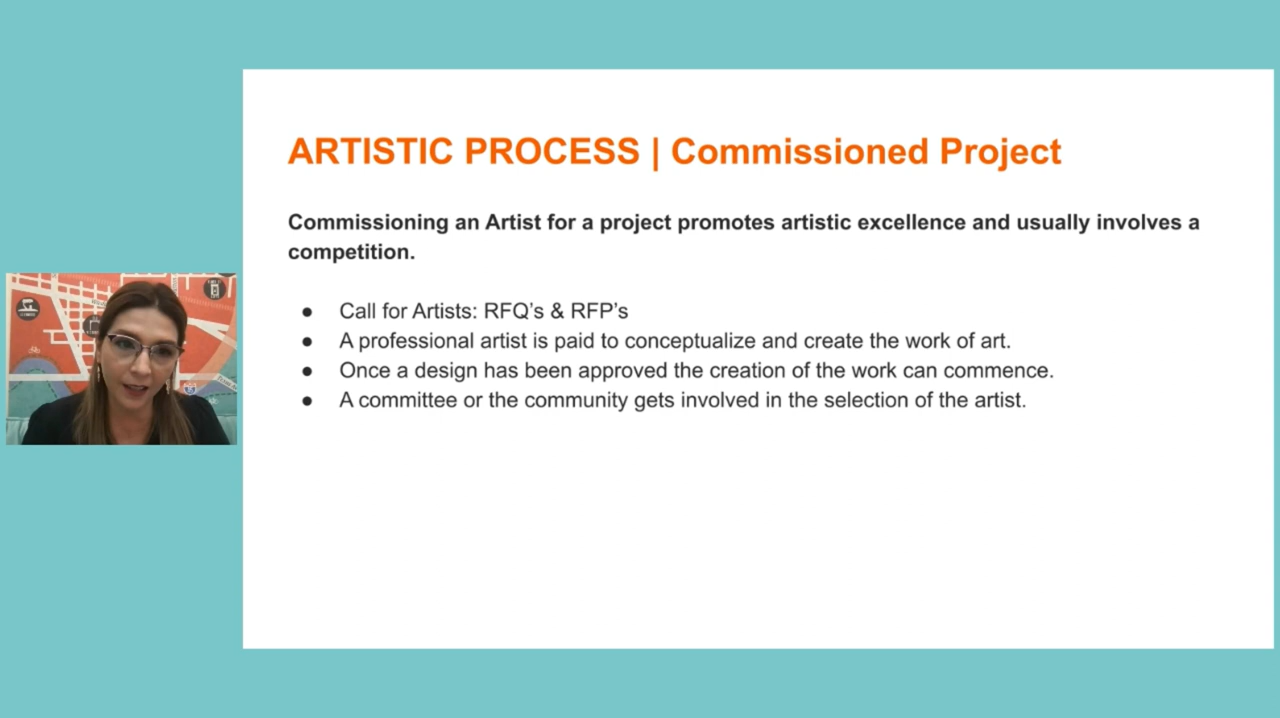 ARTISTIC PROCESS | Commissioned Project
Commissioning an Artist for a project promotes artistic excellence and usually involves a
competition.
● Call for Artists: RFQ's & RFP's
● A professional artist is paid to conceptualize and create the work of art.
● Once a design has been approved the creation of the work can commence.
● A committee or the community gets involved in the selection of the artist.